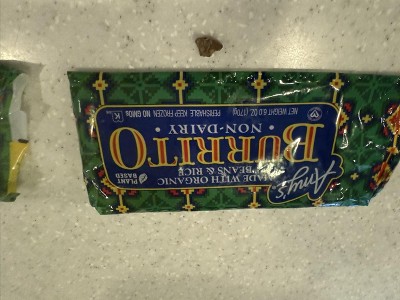 Amy's
MADE WITH ORGANIC
BEANS & RICE
BURRITO
NON-DAIRY
PLANT
BASED
NET WEIGHT 6.0 OZ (170g)
PERISHABLE. KEEP FROZEN. NO GMOs
K